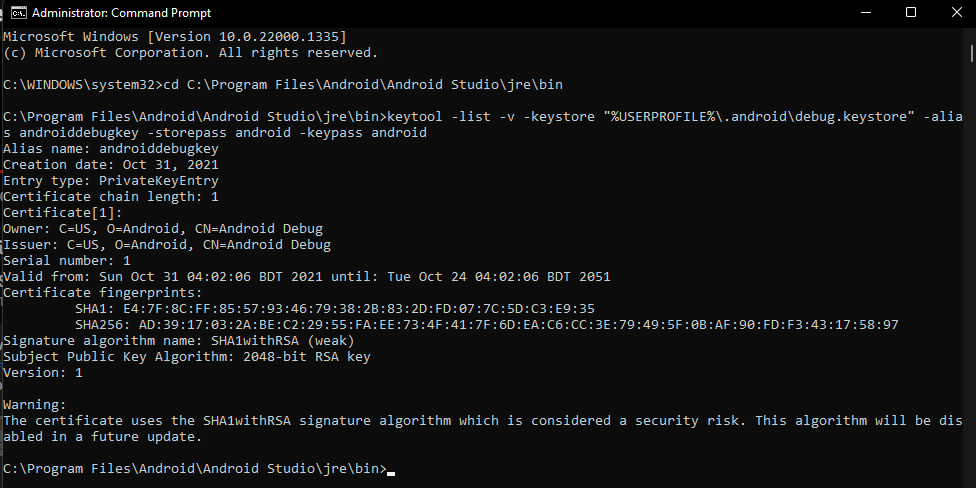 Administrator: Command Prompt
Microsoft Windows [Version 10.0.22000.1335]
(c) Microsoft Corporation. All rights reserved.
C:\WINDOWS\system32>cd C:\Program Files\Android\Android Studio\jre\bin
C:\Program Files\Android\Android Studio\jre\bin>keytool -list -v -keystore "%USERPROFILE%\.android\debug.keystore" -alia
s androiddebugkey -storepass android -keypass android
Alias name: androiddebugkey
Creation date: Oct 31, 2021
Entry type: PrivateKeyEntry
Certificate chain length: 1
Certificate[1]:
Owner: C=US, O=Android, CN=Android Debug
Issuer: C=US, O=Android, CN=Android Debug
Serial number: 1
Valid from: Sun Oct 31 04:02:06 BDT 2021 until: Tue Oct 24 04:02:06 BDT 2051
Certificate fingerprints:
SHA1: E4:7F:8C:FF:85:57:93:46:79:38:2B:83:2D:FD:07:7C:5D:C3:E9:35
SHA256: AD:39:17:03:2A:BE:C2:29:55:FA:EE:73:4F:41:7F:6D:EA:C6:CC:3E:79:49:5F:0B:AF:90:FD:F3:43:17:58:97
Signature algorithm name: SHA1withRSA (weak)
Subject Public Key Algorithm: 2048-bit RSA key
Version: 1
Warning:
The certificate uses the SHA1withRSA signature algorithm which is considered a security risk. This algorithm will be dis
abled in a future update.
C:\Program Files\Android\Android Studio\jre\bin>